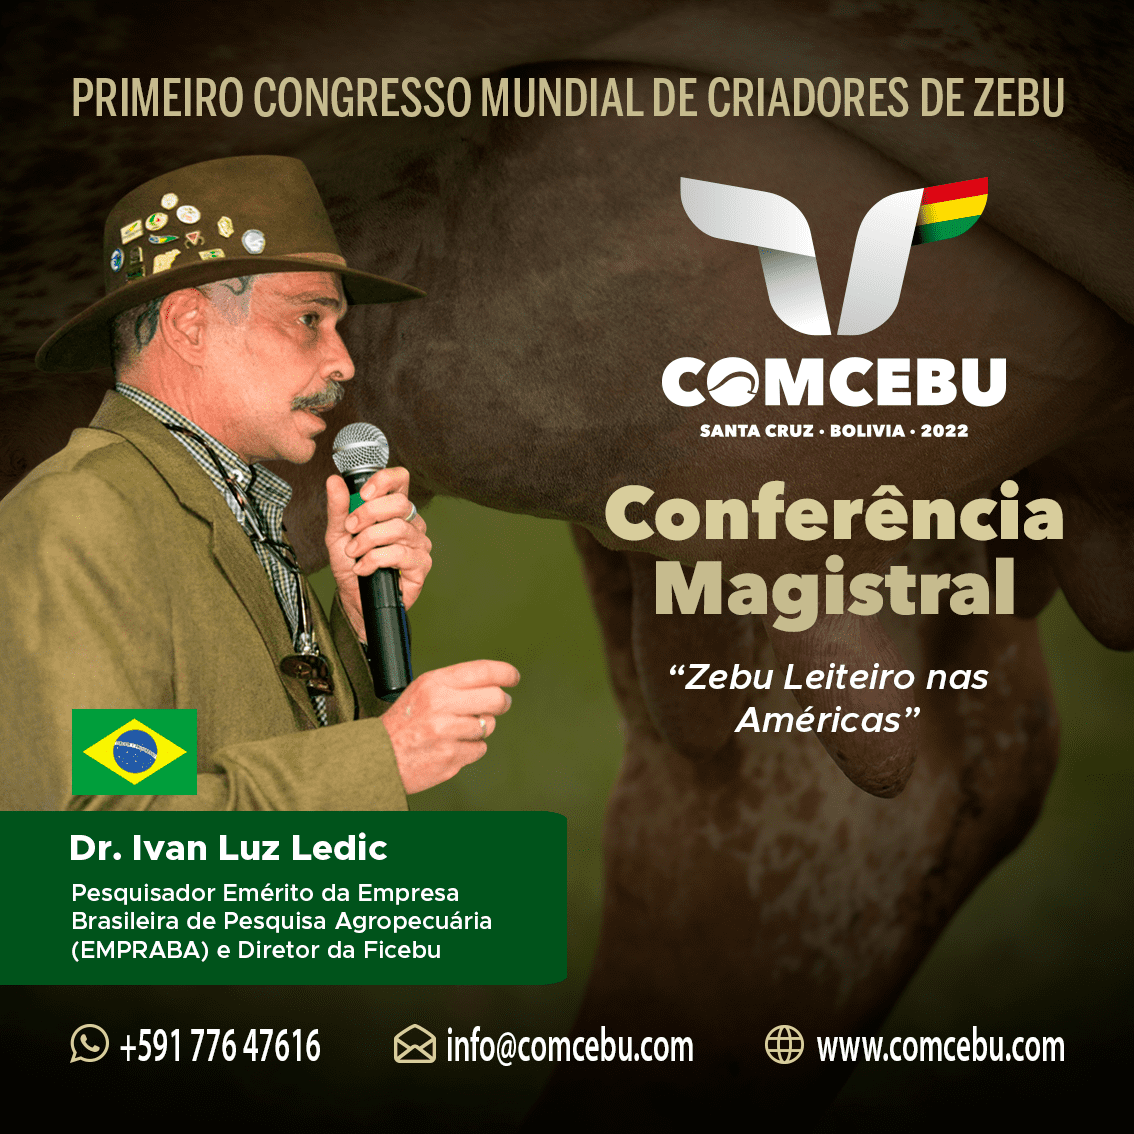 PRIMEIRO CONGRESSO MUNDIAL DE CRIADORES DE ZEBU
COMCEBU
SANTA CRUZ · BOLIVIA · 2022
Conferência
Magistral
“Zebu Leiteiro nas
Américas”
Dr. Ivan Luz Ledic
Pesquisador Emérito da Empresa
Brasileira de Pesquisa Agropecuária
(EMPRABA) e Diretor da Ficebu
+591 776 47616
info@comcebu.com
www.comcebu.com